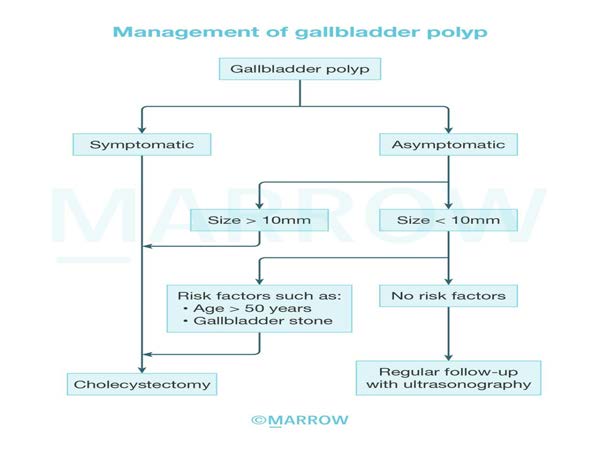 Management of gallbladder polyp
Gallbladder polyp
Symptomatic
Asymptomatic
Size > 10mm
Size < 10mm
MARROW
Risk factors such as:
• Age > 50 years
• Gallbladder stone
No risk factors
Cholecystectomy
Regular follow-up
with ultrasonography
©MARROW